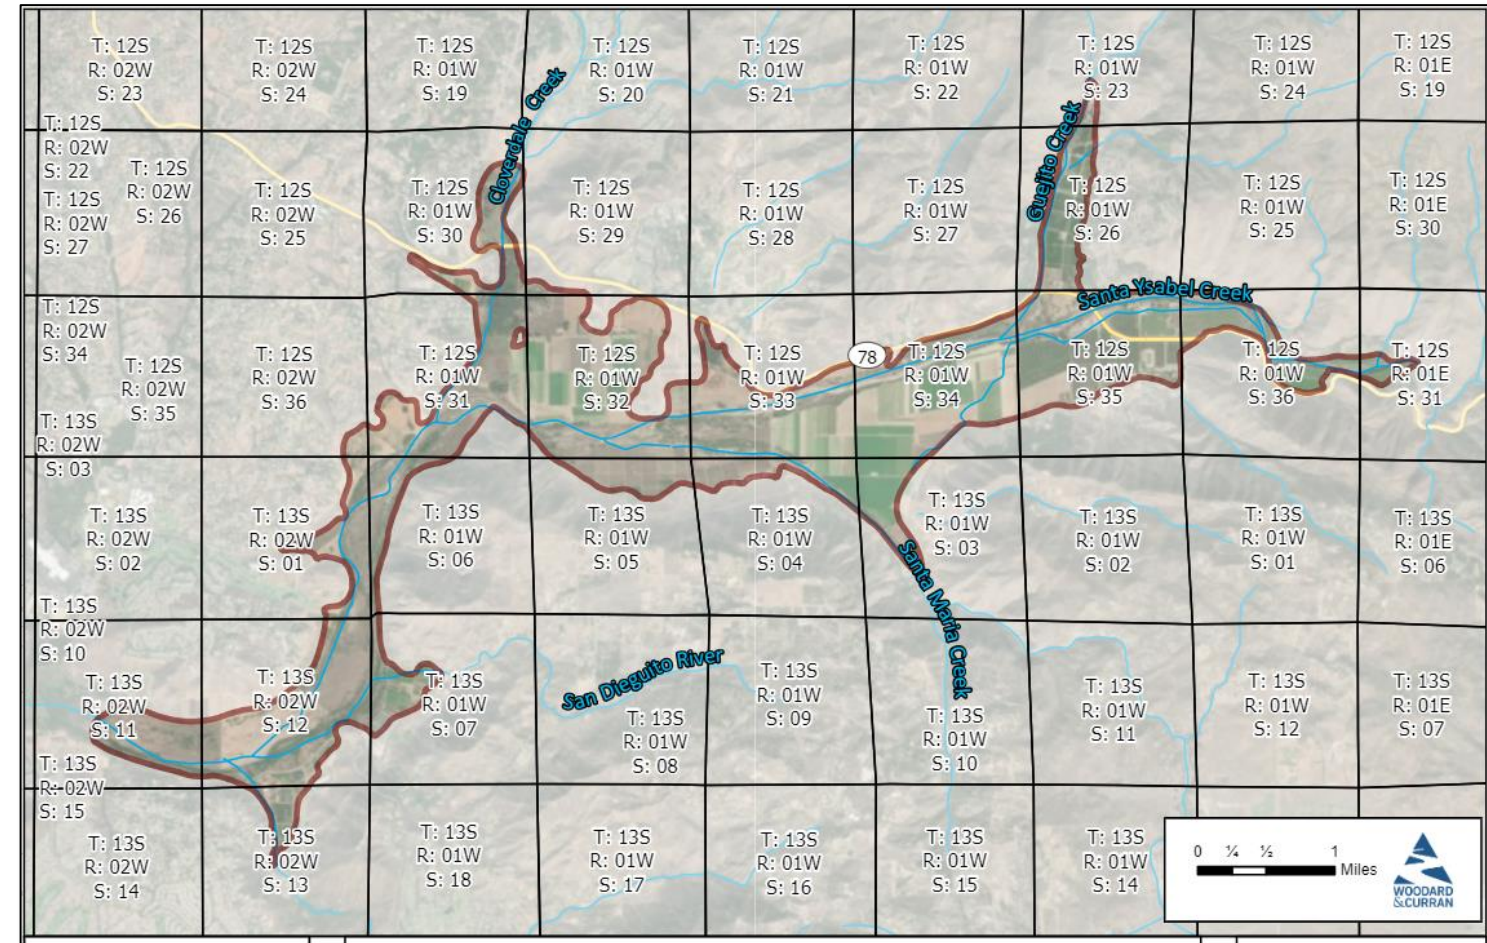 T: 12S
R: 02W
S: 23
T: 12S
R: 02W
S: 24
T: 12S
R: 01W
S: 19
T: 12S
R: 01W
S: 20
T: 12S
R: 01W
S: 21
T: 12S
R: 01W
S: 22
T: 12S
R: 01W
S: 23
T: 12S
R: 01W
S: 24
T: 12S
R: 01E
S: 19
Cloverdale Creek
Guejito Creek
T: 12S
R: 02W
S: 22
T: 12S
R: 02W
S: 27
T: 12S
R: 02W
S: 26
T: 12S
R: 02W
S: 25
T: 12S
R: 01W
S: 30
T: 12S
R: 01W
S: 29
T: 12S
R: 01W
S: 28
T: 12S
R: 01W
S: 27
T: 12S
R: 01W
S: 26
T: 12S
R: 01W
S: 25
T: 12S
R: 01E
S: 30
Santa Ysabel Creek
T: 12S
R: 02W
S: 34
T: 12S
R: 02W
S: 35
T: 12S
R: 02W
S: 36
T: 12S
R: 01W
S: 31
T: 12S
R: 01W
S: 32
T: 12S
R: 01W
S: 33
78
T: 12S
R: 01W
S: 34
T: 12S
R: 01W
S: 35
T: 12S
R: 01W
S: 36
T: 12S
R: 01E
S: 31
T: 13S
R: 02W
S: 03
T: 13S
R: 02W
S: 02
T: 13S
R: 02W
S: 01
T: 13S
R: 01W
S: 06
T: 13S
R: 01W
S: 05
T: 13S
R: 01W
S: 04
T: 13S
R: 01W
S: 03
T: 13S
R: 01W
S: 02
T: 13S
R: 01W
S: 01
T: 13S
R: 01E
S: 06
Santa Maria Creek
San Dieguito River
T: 13S
R: 02W
S: 10
T: 13S
R: 02W
S: 11
T: 13S
R: 02W
S: 12
T: 13S
R: 01W
S: 07
T: 13S
R: 01W
S: 08
T: 13S
R: 01W
S: 09
T: 13S
R: 01W
S: 10
T: 13S
R: 01W
S: 11
T: 13S
R: 01W
S: 12
T: 13S
R: 01E
S: 07
T: 13S
R: 02W
S: 15
T: 13S
R: 02W
S: 14
T: 13S
R: 02W
S: 13
T: 13S
R: 01W
S: 18
T: 13S
R: 01W
S: 17
T: 13S
R: 01W
S: 16
T: 13S
R: 01W
S: 15
T: 13S
R: 01W
S: 14
0 ¼ ½ 1
Miles
WOODARD
&CURRAN